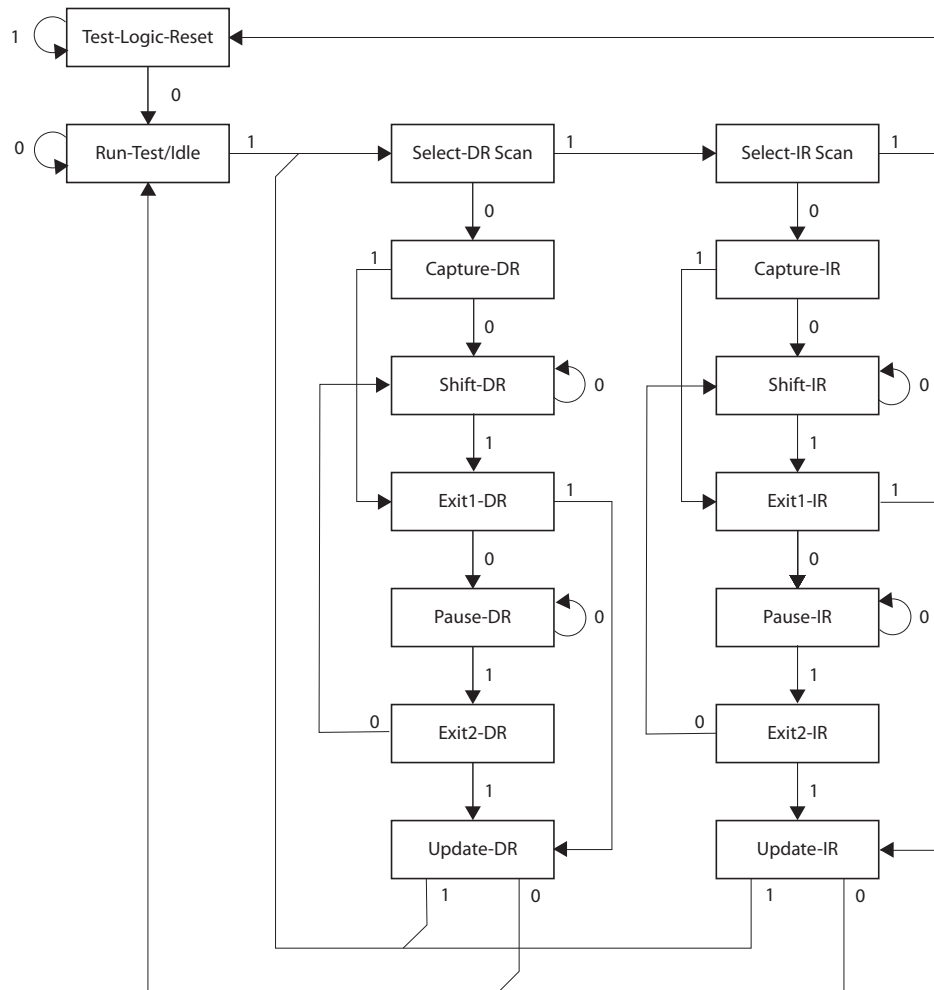 1 Test-Logic-Reset
0
0 Run-Test/Idle 1 Select-DR Scan 1 Select-IR Scan 1
0 0
1 Capture-DR 1 Capture-IR
0 0
Shift-DR 0 Shift-IR 0
1 1
Exit1-DR 1 Exit1-IR 1
0 0
Pause-DR 0 Pause-IR 0
1 1
0 Exit2-DR 0 Exit2-IR
1 1
Update-DR Update-IR
1 0 1 0